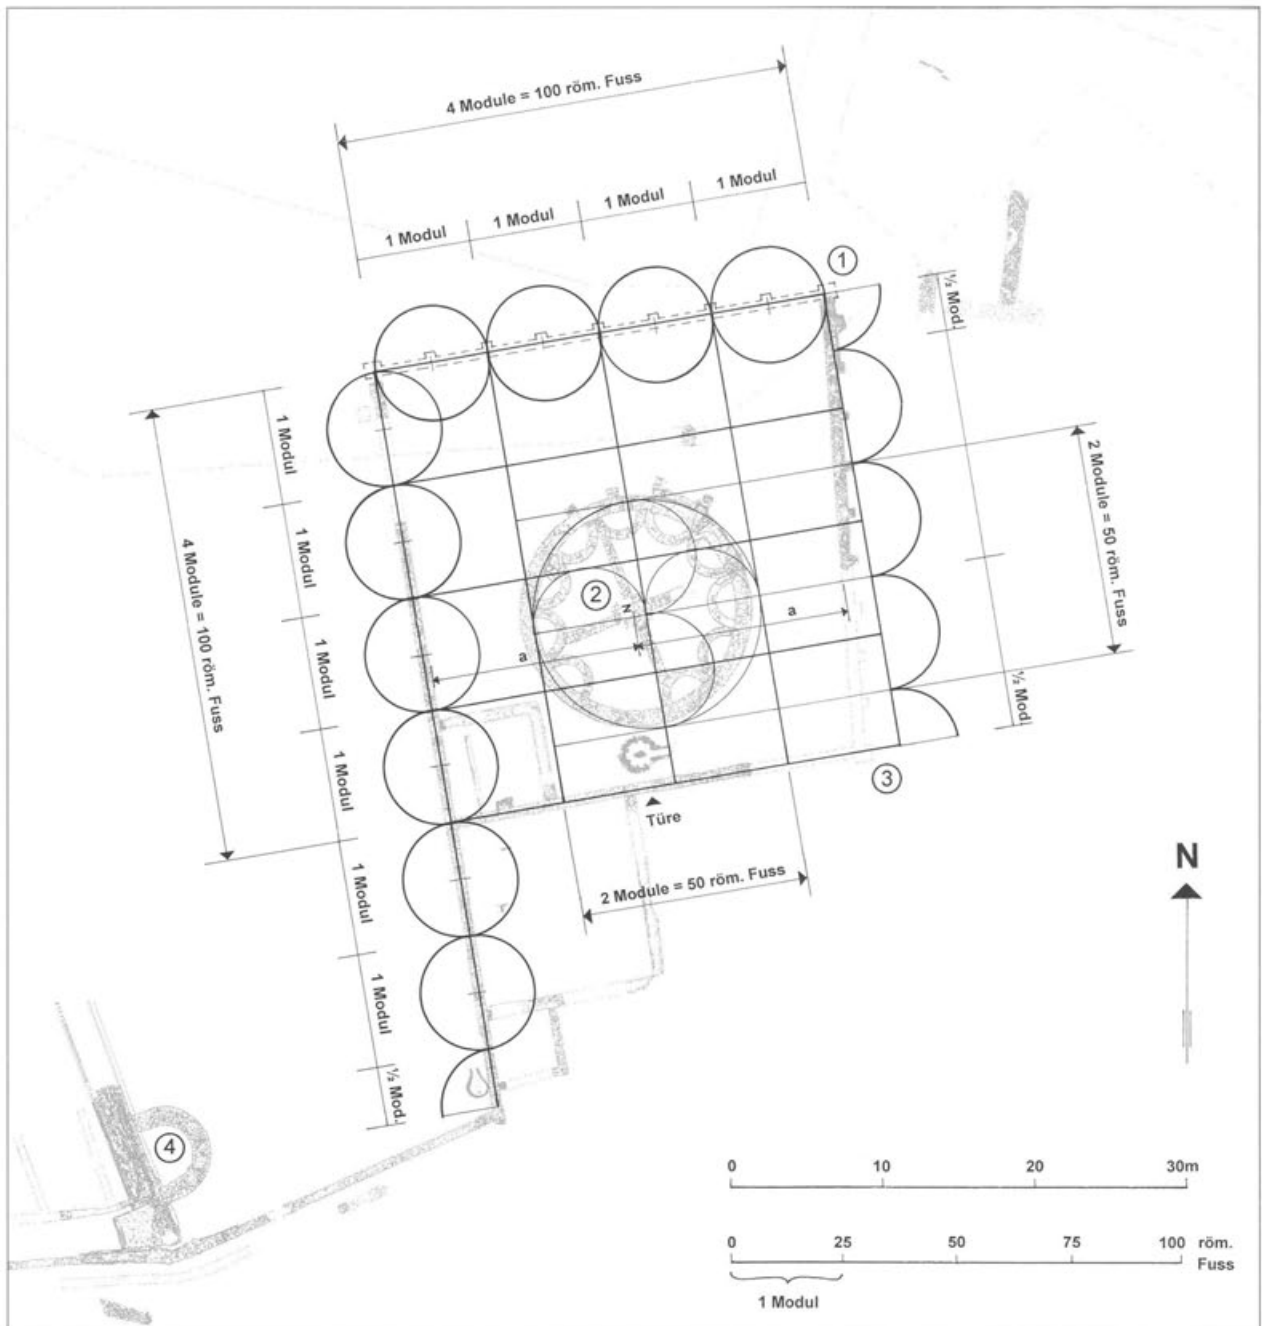 4 Module = 100 röm. Fuss
1 Modul
1 Modul
1 Modul
1 Modul
1
½ Mod.
1 Modul
1 Modul
1 Modul
1 Modul
1 Modul
1 Modul
½ Mod.
4 Module = 100 röm. Fuss
2 Module = 50 röm. Fuss
2
Z
a
a
½ Mod.
3
Türe
2 Module = 50 röm. Fuss
N
4
0 10 20 30m
0 25 50 75 100 röm.
Fuss
1 Modul